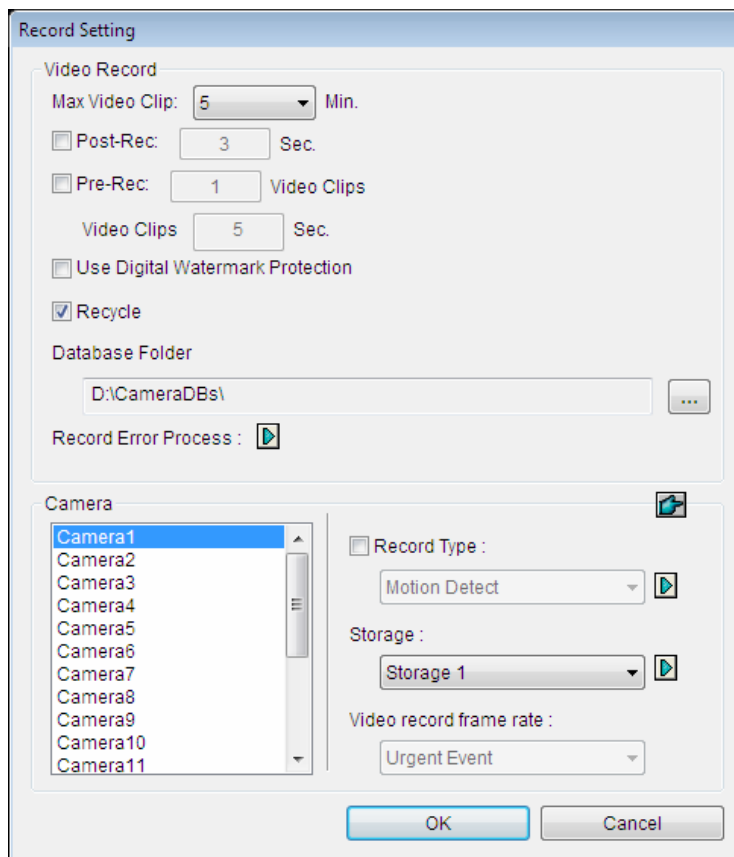 Record Setting
Video Record
Max Video Clip: 5 Min.
Post-Rec: 3 Sec.
Pre-Rec: 1 Video Clips
Video Clips 5 Sec.
Use Digital Watermark Protection
Recycle
Database Folder
D:\CameraDBs\ ...
Record Error Process :
Camera
Camera1
Camera2
Camera3
Camera4
Camera5
Camera6
Camera7
Camera8
Camera9
Camera10
Camera11
Record Type :
Motion Detect
Storage :
Storage 1
Video record frame rate :
Urgent Event
OK Cancel